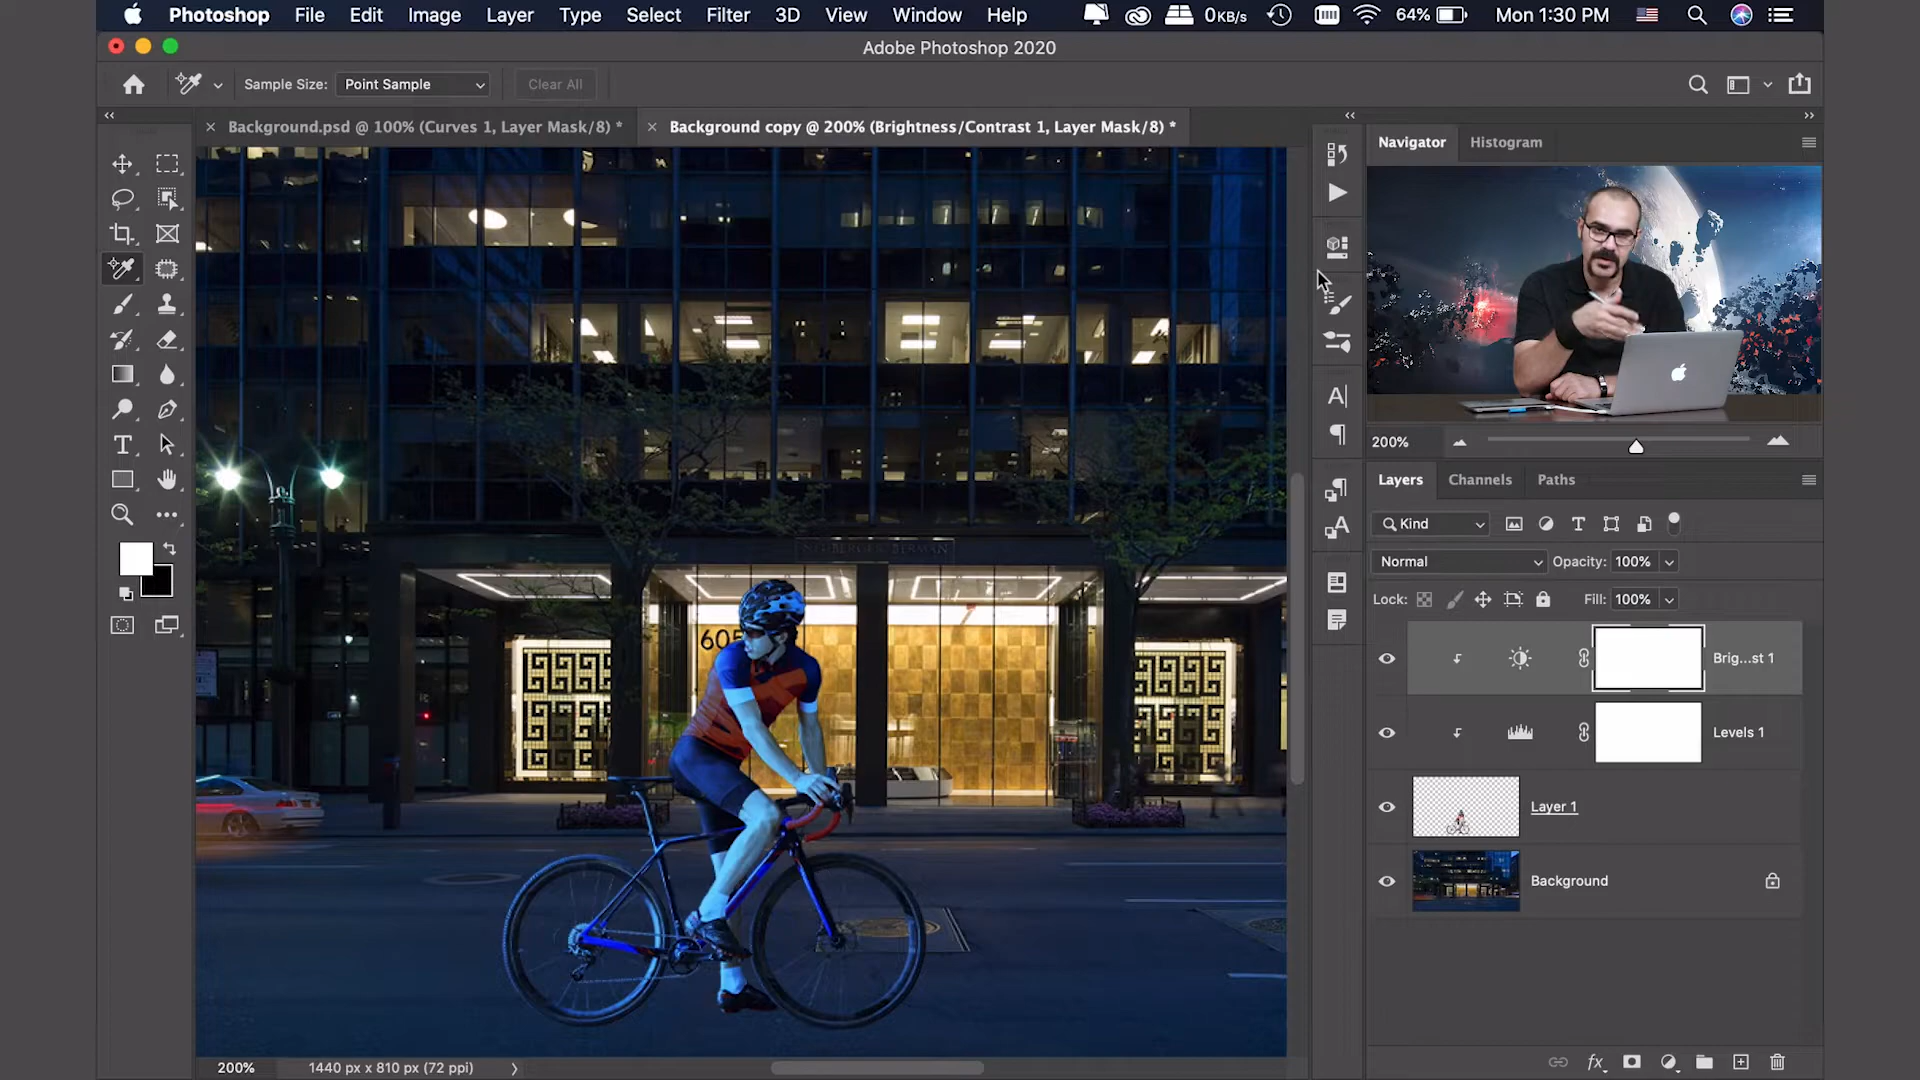 Photoshop File Edit Image Layer Type Select Filter 3D View Window Help 0KB/s 64% Mon 1:30 PM
Adobe Photoshop 2020
Sample Size: Point Sample Clear All
Background.psd @ 100% (Curves 1, Layer Mask/8) * Background copy @ 200% (Brightness/Contrast 1, Layer Mask/8) *
Navigator Histogram
200%
Layers Channels Paths
Kind
Normal Opacity: 100%
Lock: Fill: 100%
NEUBERGER BERMAN
605
Brig...st 1
Levels 1
Layer 1
Background
200% 1440 px x 810 px (72 ppi)